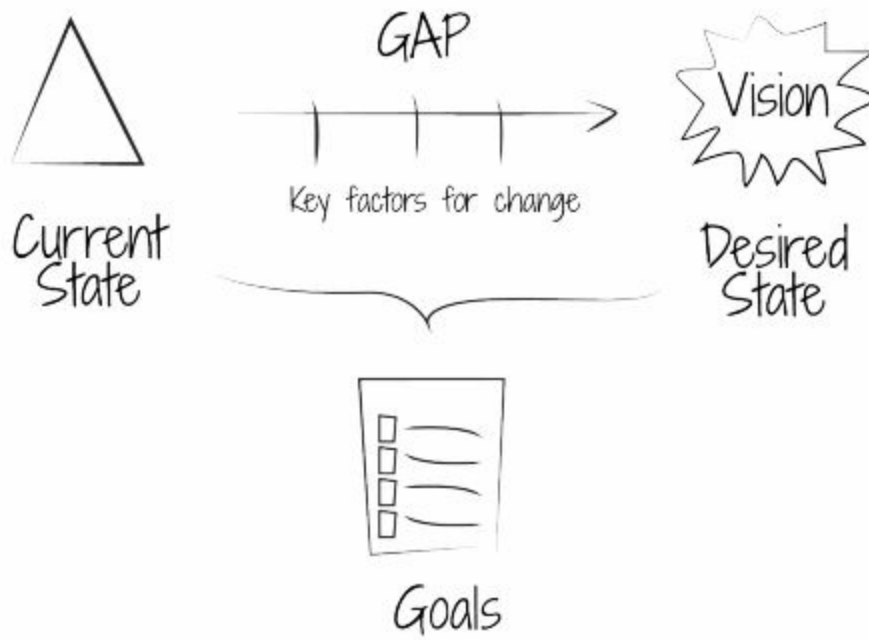 GAP
Vision
Key factors for change
Current
State
Desired
State
Goals